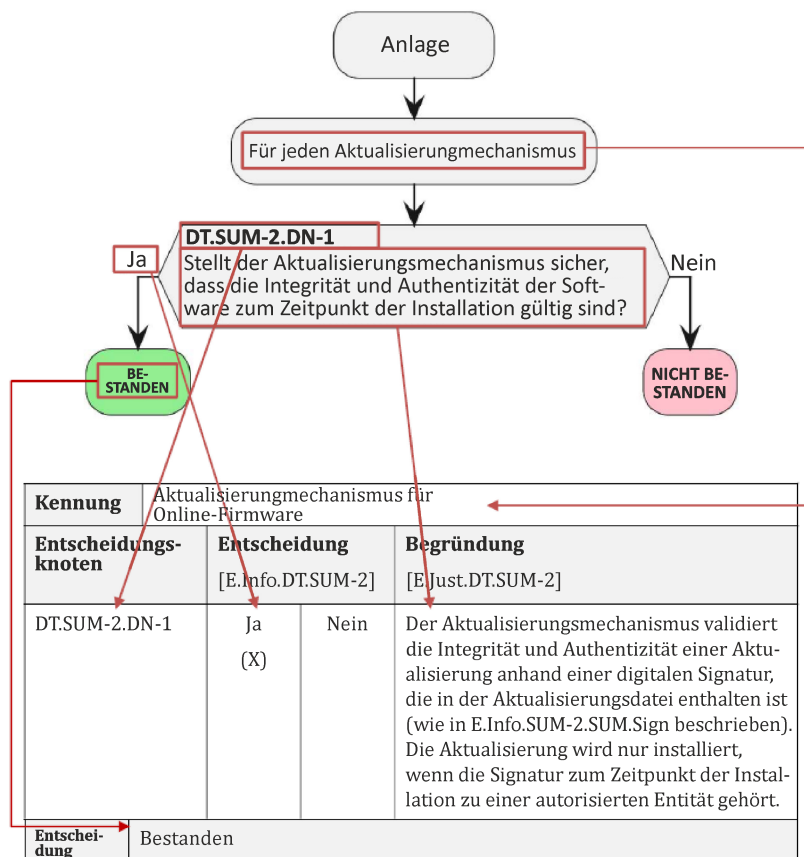 Anlage
Für jeden Aktualisierungmechanismus
DT.SUM-2.DN-1
Ja
Stellt der Aktualisierungsmechanismus sicher,
dass die Integrität und Authentizität der Soft-
ware zum Zeitpunkt der Installation gültig sind?
Nein
BE-
STANDEN
NICHT BE-
STANDEN
Kennung
Aktualisierungmechanismus für
Online-Firmware
Entscheidungs-
knoten
Entscheidung
[E.Info.DT.SUM-2]
Begründung
[E.Just.DT.SUM-2]
DT.SUM-2.DN-1
Ja
(X)
Nein
Der Aktualisierungsmechanismus validiert
die Integrität und Authentizität einer Aktu-
alisierung anhand einer digitalen Signatur,
die in der Aktualisierungsdatei enthalten ist
(wie in E.Info.SUM-2.SUM.Sign beschrieben).
Die Aktualisierung wird nur installiert,
wenn die Signatur zum Zeitpunkt der Instal-
lation zu einer autorisierten Entität gehört.
Entschei-
dung
Bestanden